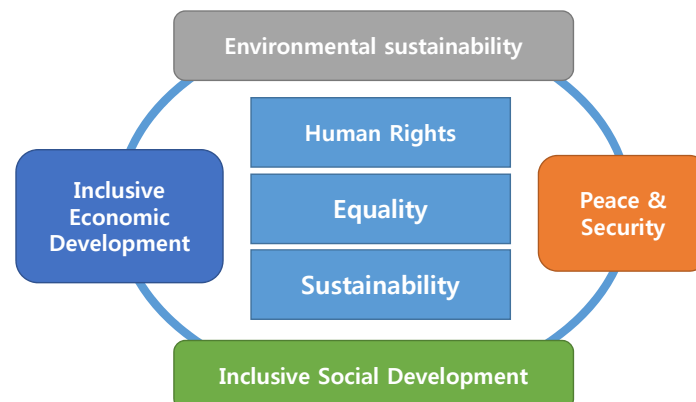 Environmental sustainability
Human Rights
Inclusive
Economic
Development
Equality
Peace &
Security
Sustainability
Inclusive Social Development